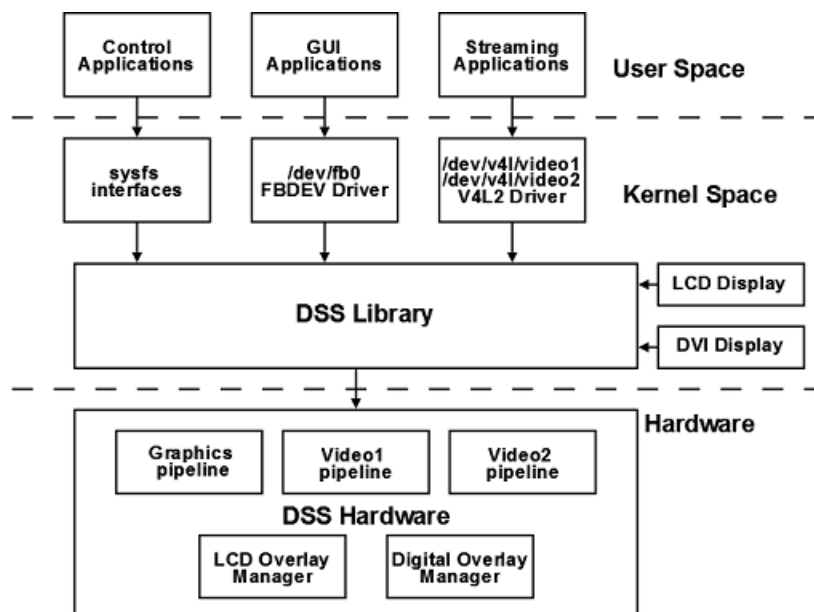 Control
Applications
GUI
Applications
Streaming
Applications
User Space
sysfs
interfaces
/dev/fb0
FBDEV Driver
/dev/v4l/video1
/dev/v4l/video2
V4L2 Driver
Kernel Space
DSS Library
LCD Display
DVI Display
Hardware
Graphics
pipeline
Video1
pipeline
Video2
pipeline
DSS Hardware
LCD Overlay
Manager
Digital Overlay
Manager